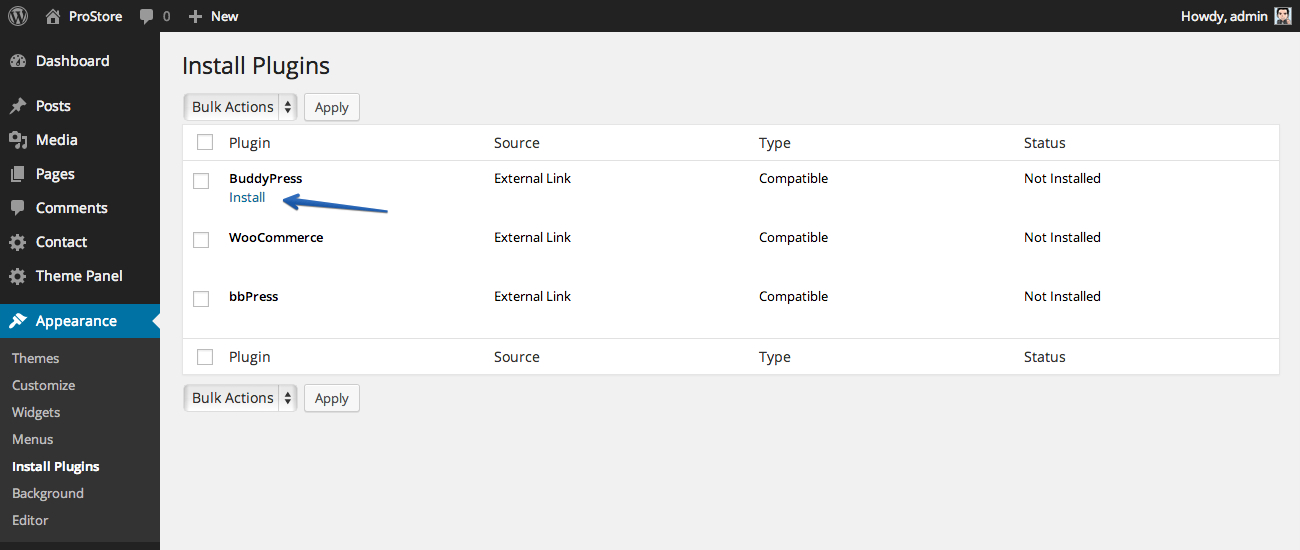 ProStore 0 New Howdy, admin
Dashboard
Posts
Media
Pages
Comments
Contact
Theme Panel
Appearance
Themes
Customize
Widgets
Menus
Install Plugins
Background
Editor
Install Plugins
Bulk Actions Apply
Plugin Source Type Status
BuddyPress External Link Compatible Not Installed
Install
WooCommerce External Link Compatible Not Installed
bbPress External Link Compatible Not Installed
Plugin Source Type Status
Bulk Actions Apply